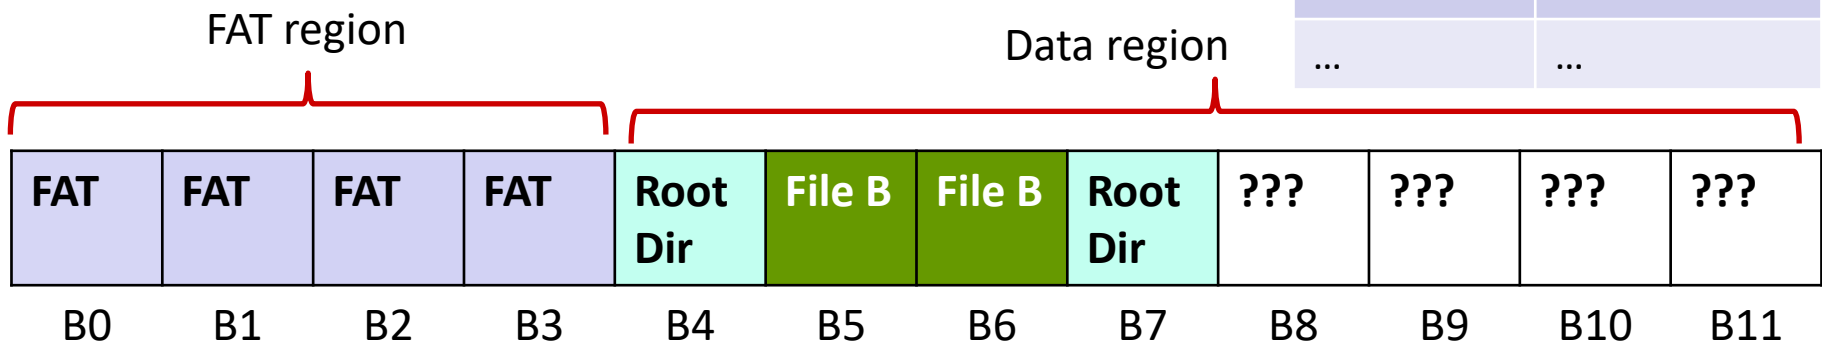 FAT region
Data region
... ...
FAT FAT FAT FAT Root Dir File B File B Root Dir ??? ??? ??? ???
B0 B1 B2 B3 B4 B5 B6 B7 B8 B9 B10 B11